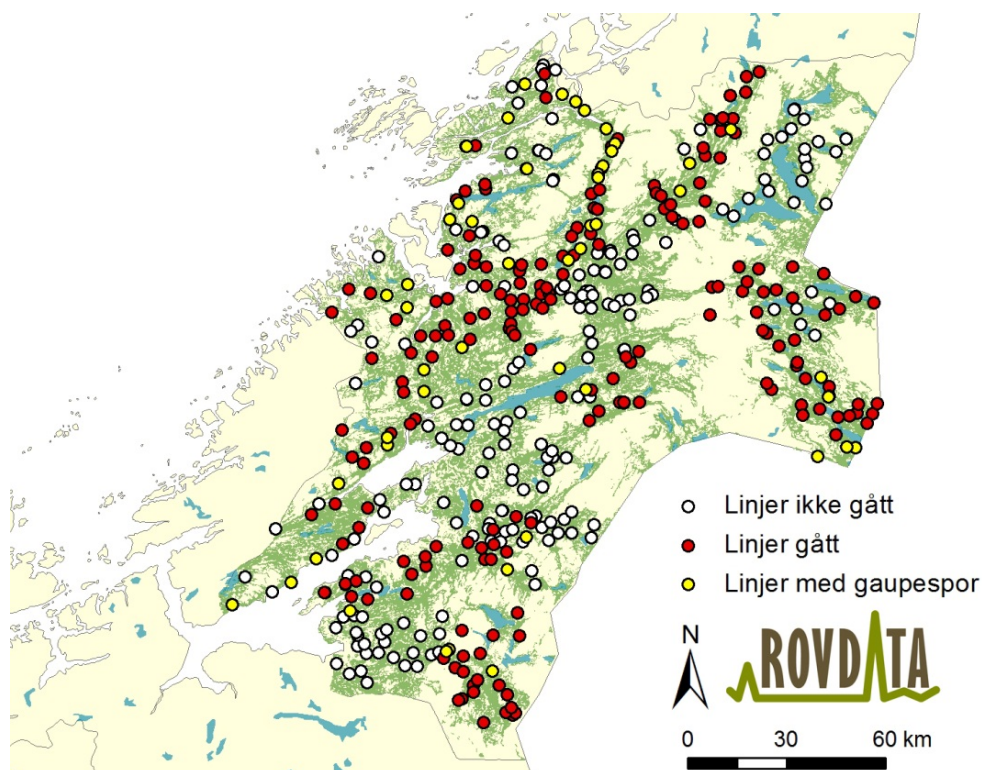 Linjer ikke gått
Linjer gått
Linjer med gaupespor
N
ROVDATA
0 30 60 km